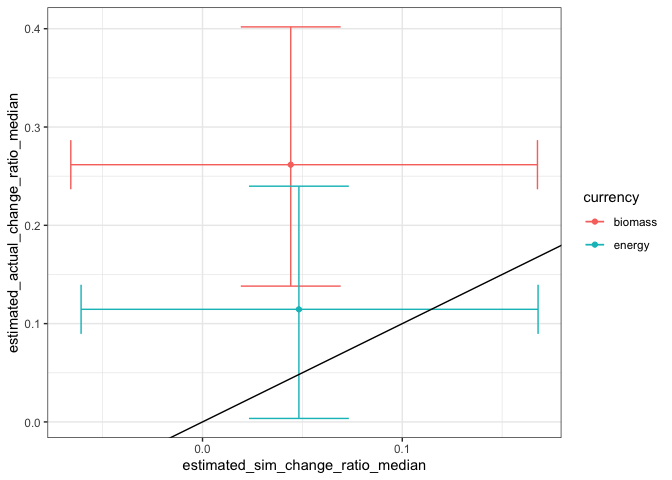 estimated_actual_change_ratio_median
0.4
0.3
0.2
0.1
0.0
0.0
0.1
estimated_sim_change_ratio_median
currency
biomass
energy